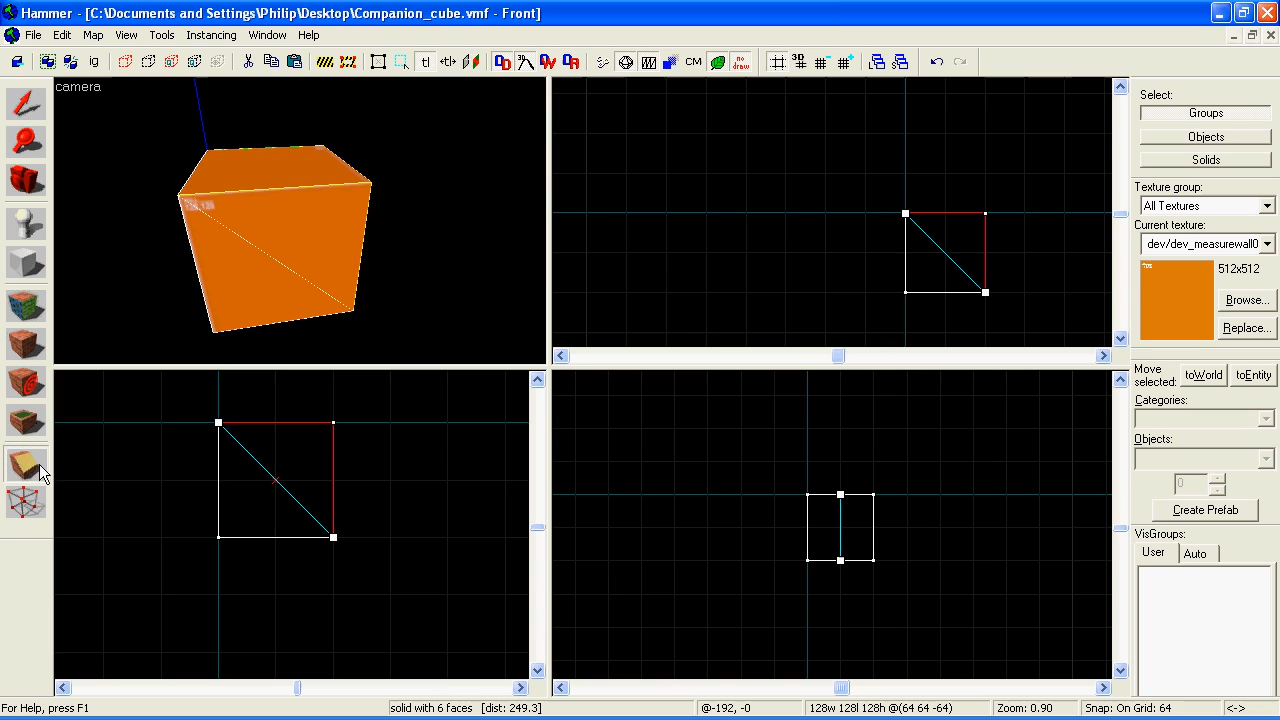 Hammer - [C:\Documents and Settings\Philip\Desktop\Companion_cube.vmf - Front]
File Edit Map View Tools Instancing Window Help
CM
no draw
camera
Select:
Groups
Objects
Solids
Texture group:
All Textures
Current texture:
dev/dev_measurewall0
512x512
Browse...
Replace...
Move selected:
toWorld
toEntity
Categories:
Objects:
0
Create Prefab
VisGroups:
User Auto
For Help, press F1
solid with 6 faces [dist: 249.3]
@-192, -0
128w 128l 128h @(64 64 -64)
Zoom: 0.90
Snap: On Grid: 64
<->